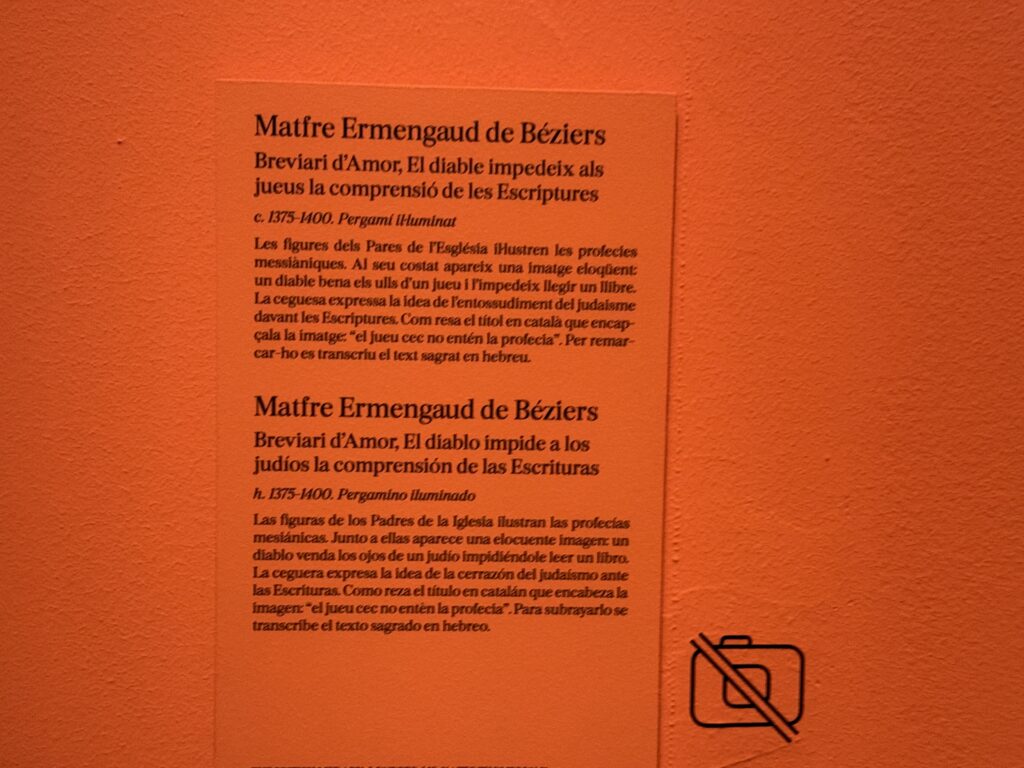 Matfre Ermengaud de Béziers
Breviari d'Amor, El diable impedeix als
jueus la comprensió de les Escriptures
c. 1375-1400. Pergamí il·luminat
Les figures dels Pares de l'Església il·lustren les profecies
messiàniques. Al seu costat apareix una imatge eloqüent:
un diable bena els ulls d'un jueu i l'impedeix llegir un llibre.
La ceguesa expressa la idea de l'entossudiment del judaisme
davant les Escriptures. Com resa el títol en català que encap-
çala la imatge: "el jueu cec no entén la profecia". Per remar-
car-ho es transcriu el text sagrat en hebreu.
Matfre Ermengaud de Béziers
Breviari d'Amor, El diablo impide a los
judíos la comprensión de las Escrituras
h. 1375-1400. Pergamino iluminado
Las figuras de los Padres de la Iglesia ilustran las profecías
mesiánicas. Junto a ellas aparece una elocuente imagen: un
diablo venda los ojos de un judío impidiéndole leer un libro.
La ceguera expresa la idea de la cerrazón del judaísmo ante
las Escrituras. Como reza el título en catalán que encabeza la
imagen: "el jueu cec no entèn la profecia". Para subrayarlo se
transcribe el texto sagrado en hebreo.